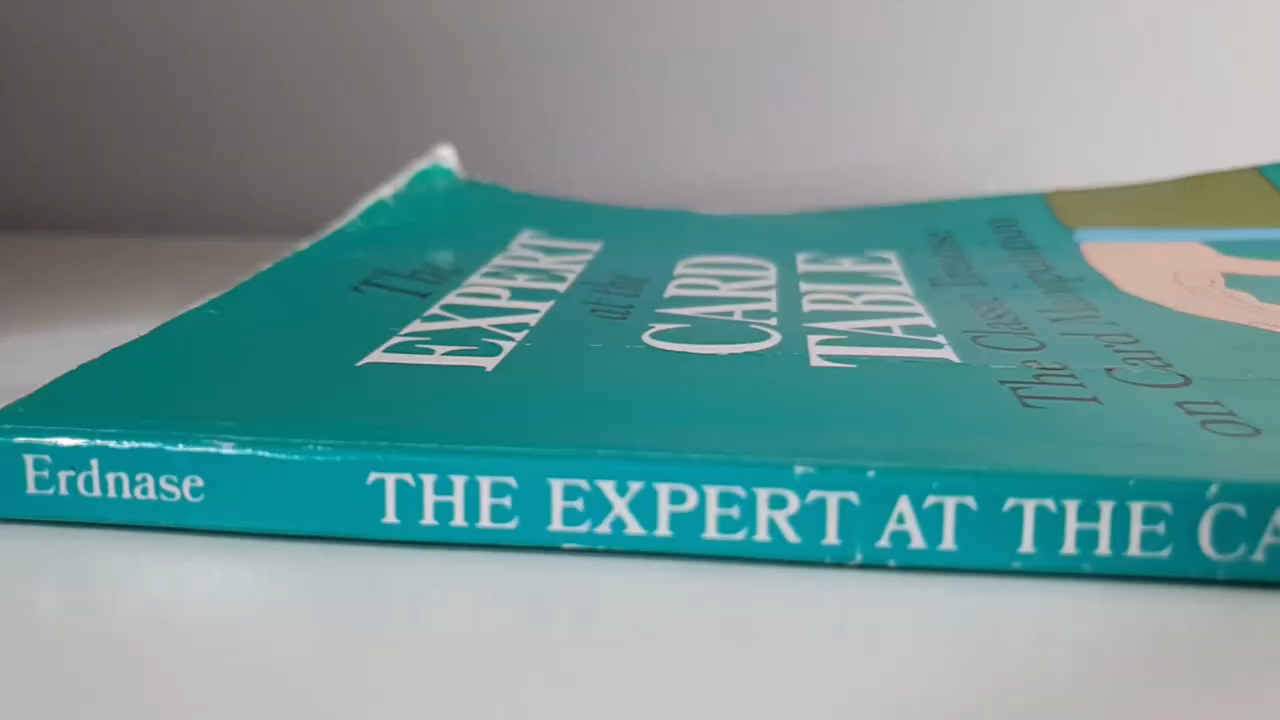 The
EXPERT
at the
CARD
TABLE
The Classic Treatise
on Card Manipulation
Erdnase THE EXPERT AT THE CA